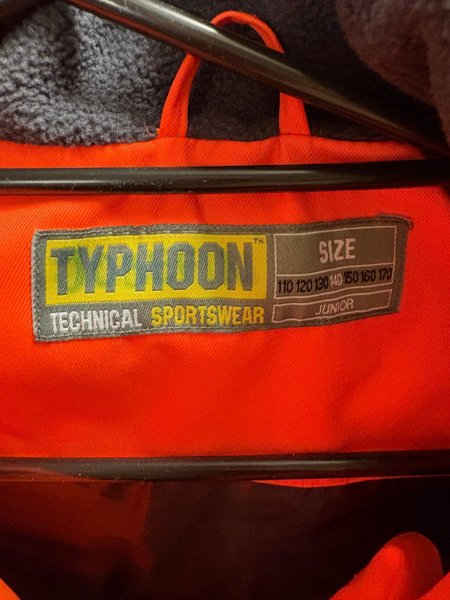 TYPHOON™
TECHNICAL SPORTSWEAR
SIZE
110 120 130 140 150 160 170
JUNIOR